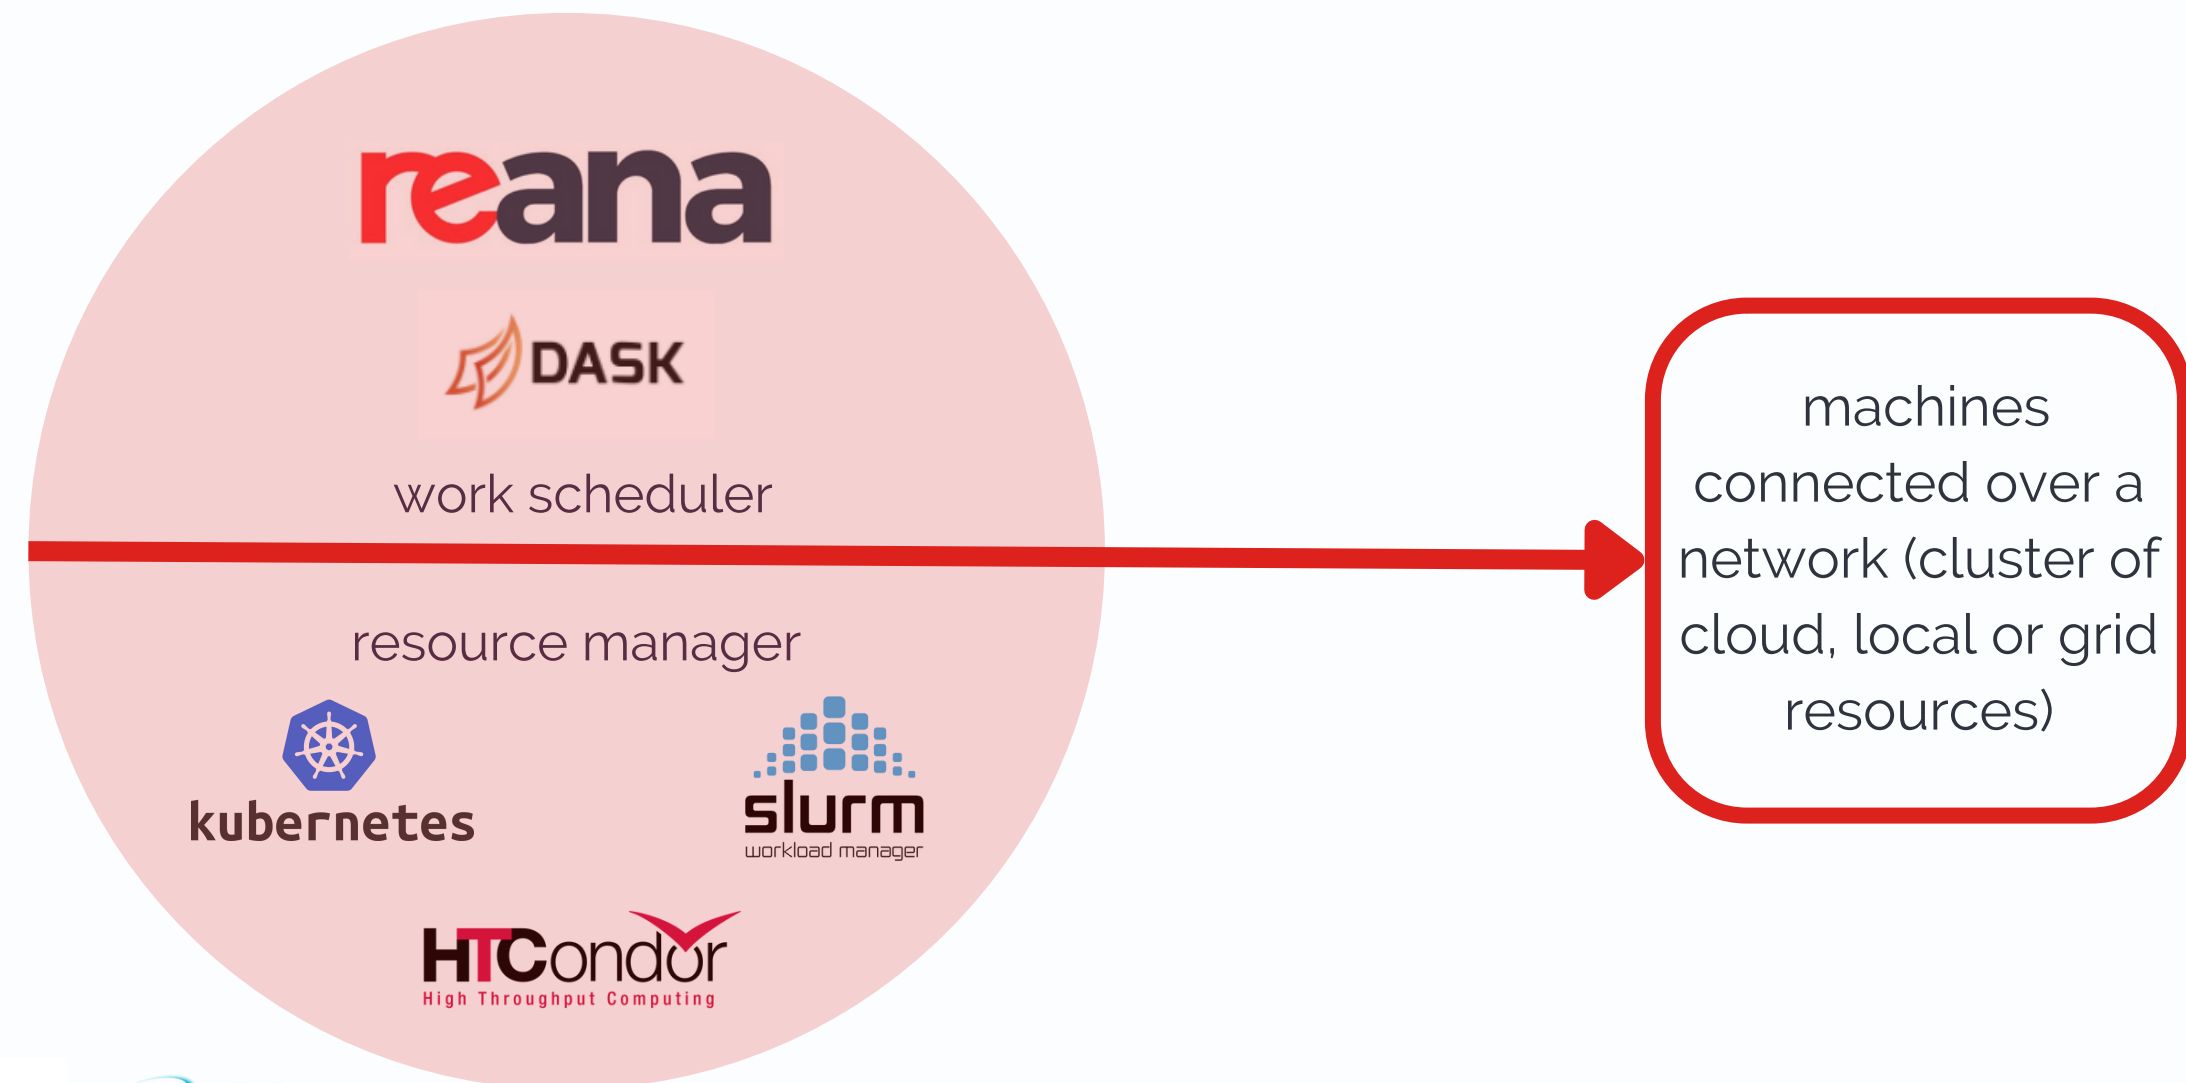 reana
DASK
work scheduler
resource manager
kubernetes
slurm
workload manager
HTCondor
High Throughput Computing
machines
connected over a
network (cluster of
cloud, local or grid
resources)